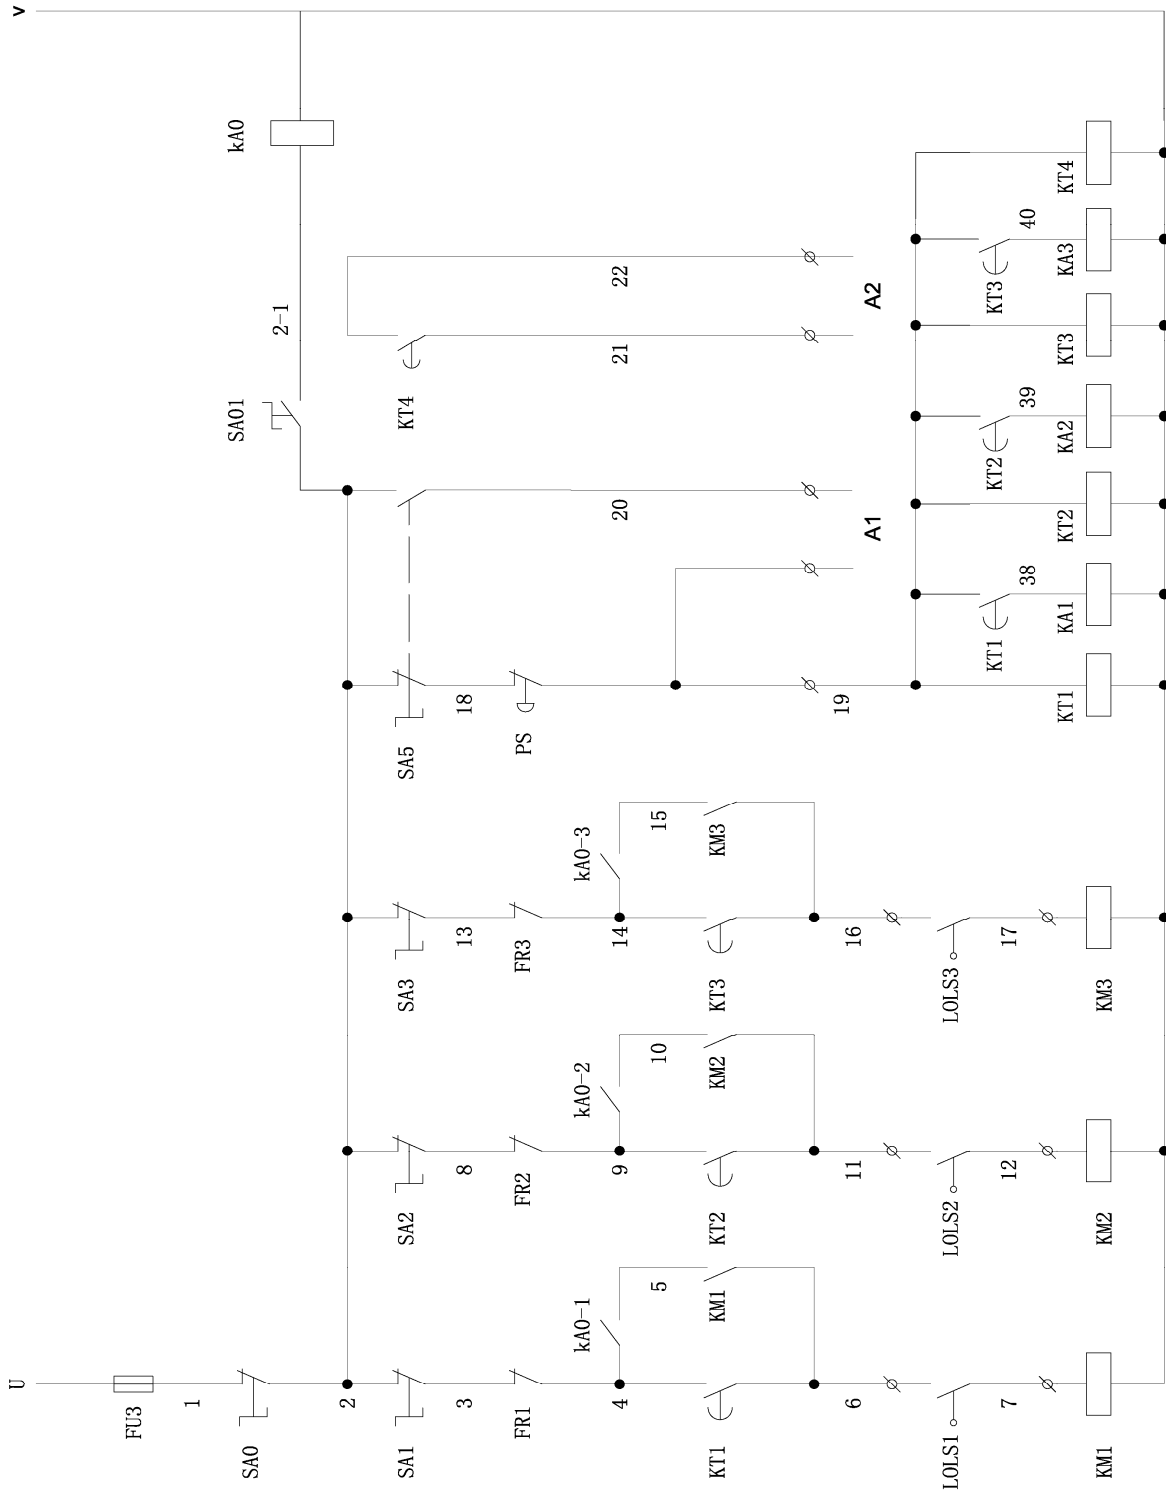 U
FU3
1
SA0
2
SA1
3
FR1
4
kA0-1
5
KM1
KT1
6
LOLS1
7
KM1
SA2
8
FR2
9
kA0-2
10
KM2
KT2
11
LOLS2
12
KM2
SA3
13
FR3
14
kA0-3
15
KM3
KT3
16
LOLS3
17
KM3
SA5
18
PS
19
20
A1
KT4
21
22
A2
SA01
2-1
kA0
V
KT1
KT1
38
KA1
KT2
KT2
39
KA2
KT3
KT3
40
KA3
KT4